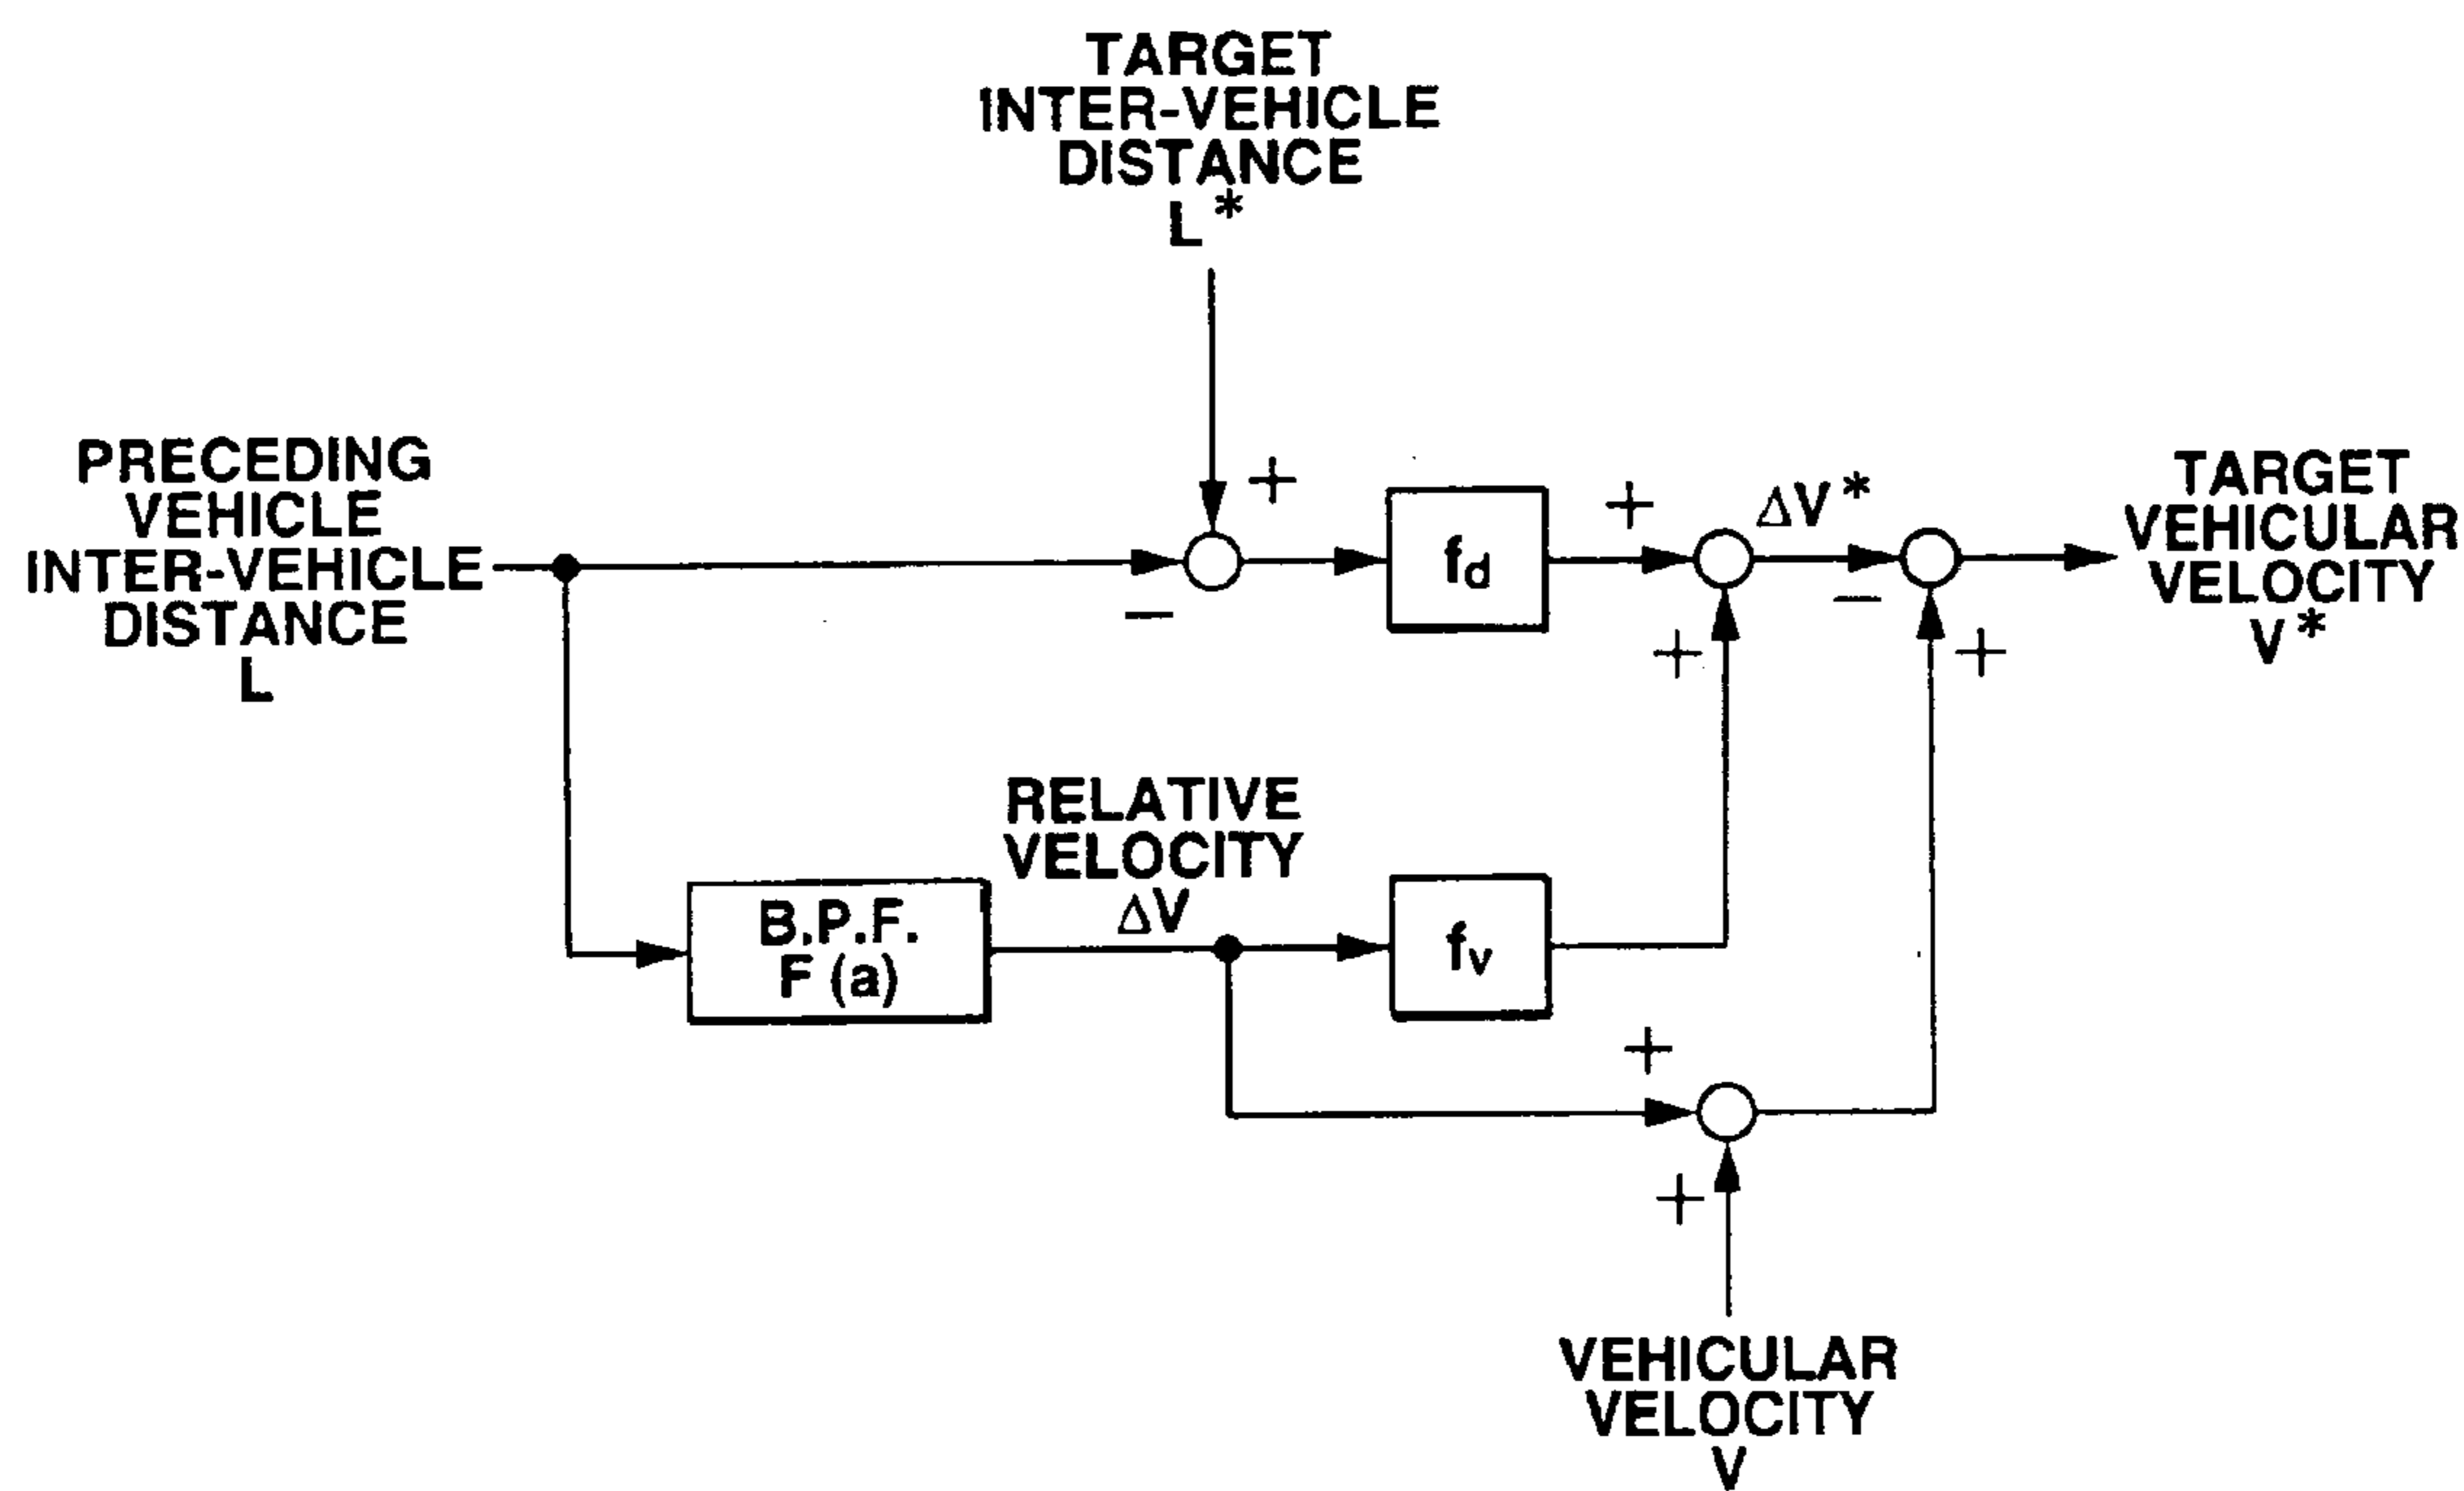 TARGET
INTER-VEHICLE
DISTANCE
L*
+
PRECEDING
VEHICLE
INTER-VEHICLE
DISTANCE
L
−
fd
+
+
ΔV*
−
+
TARGET
VEHICULAR
VELOCITY
V*
B.P.F.
F (a)
RELATIVE
VELOCITY
ΔV
fv
+
+
VEHICULAR
VELOCITY
V